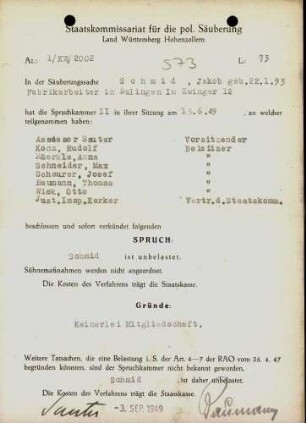 Staatskommissariat für die pol. Säuberung
Land Württemberg Hohenzollern
Az.: 1/KN/ 2002 573 L: 73
In der Säuberungssache S c h m i d , Jakob geb.22.1.93
Fabrikarbeiter in Balingen Im Zwinger 12
hat die Spruchkammer II in ihrer Sitzung am 15.6.49 , an welcher
teilgenommen haben:
Assessor Sauter Vorsitzender
Konz, Rudolf Beisitzer
Märkle, Anna "
Schneider, Max "
Scheurer, Josef "
Baumann, Thomas "
Wick, Otto "
Just.Insp.Karker Vertr.d.Staatskomm.
beschlossen und sofort verkündet folgenden
SPRUCH:
Schmid ist unbelastet.
Sühnemaßnahmen werden nicht angeordnet.
Die Kosten des Verfahrens trägt die Staatskasse.
Gründe:
Keinerlei Mitgliedschaft.
Weitere Tatsachen, die eine Belastung i. S. der Art. 4–7 der RAO vom 26. 4. 47
begründen könnten, sind der Spruchkammer nicht bekannt geworden.
Schmid ist daher unbelastet.
Die Kosten des Verfahrens trägt die Staatskasse.
Sauter - 3. SEP. 1949 Baumann